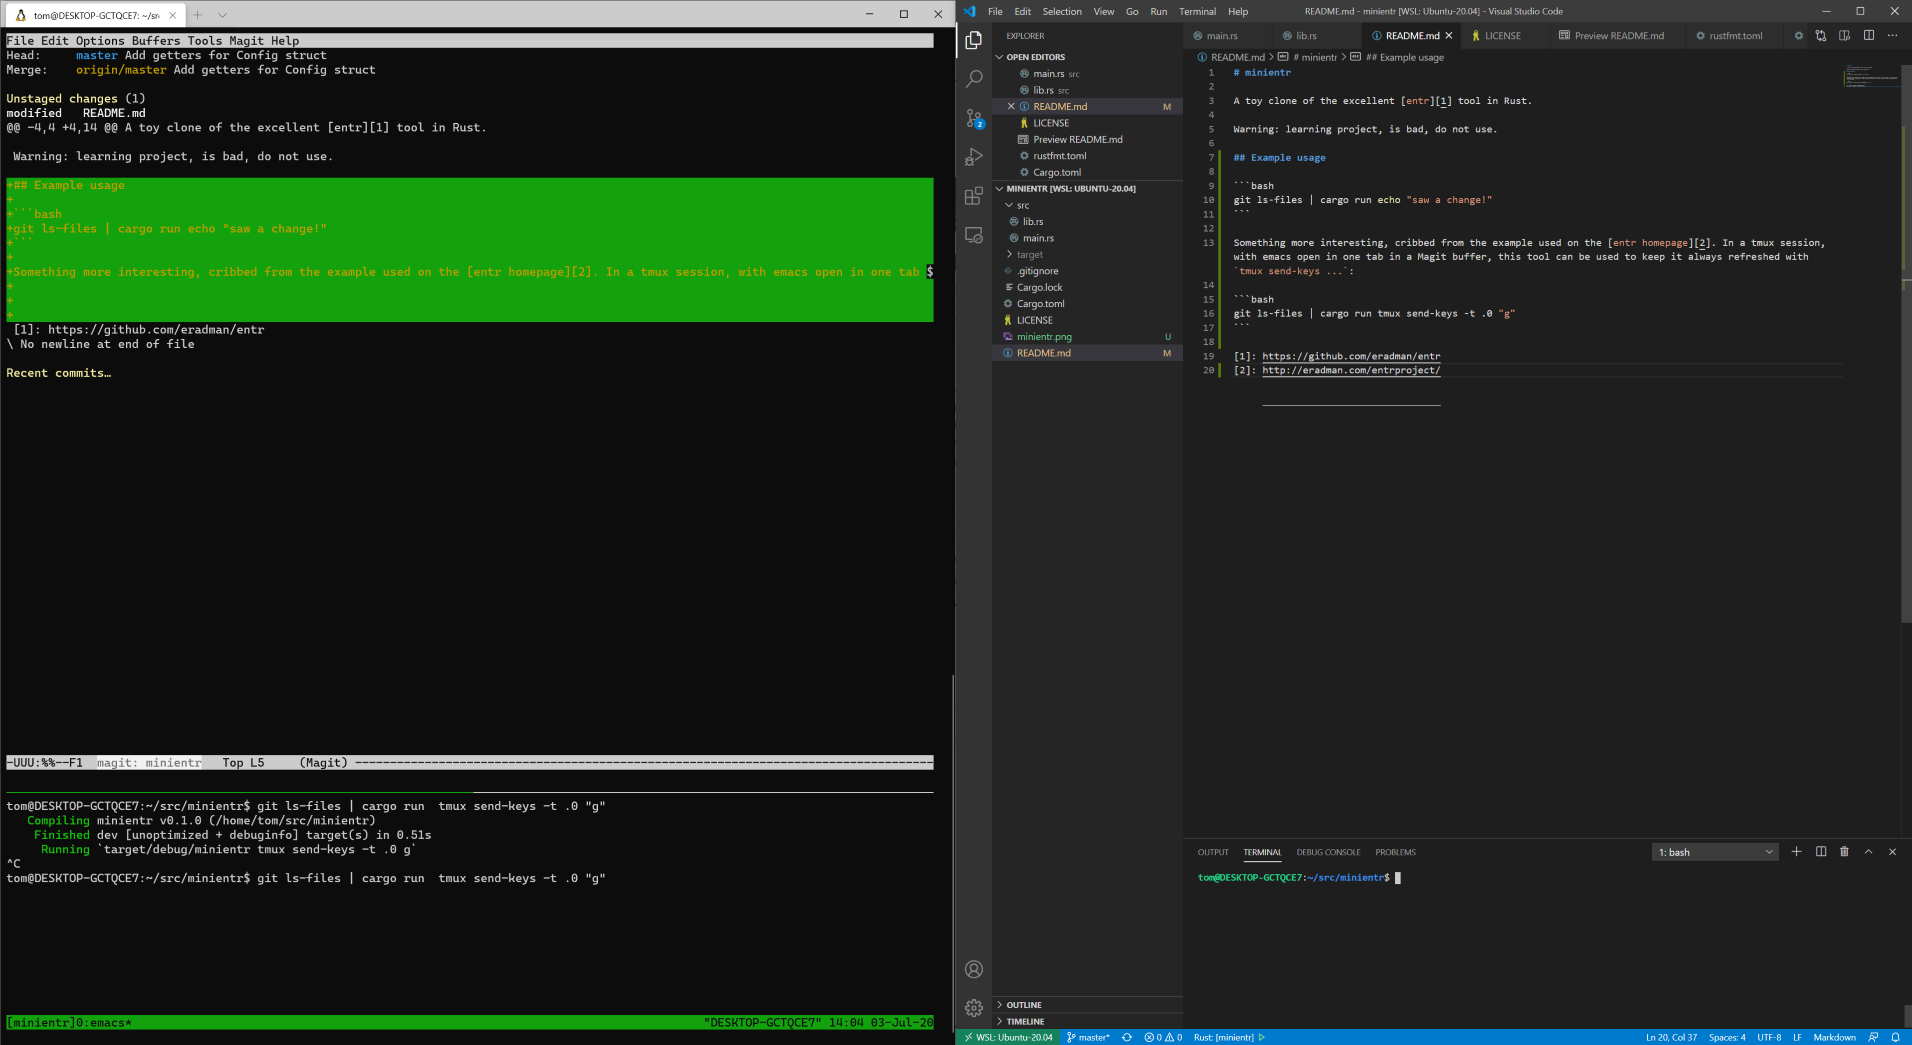 tom@DESKTOP-GCTQCE7: ~/sr
File Edit Options Buffers Tools Magit Help
Head:     master Add getters for Config struct
Merge:    origin/master Add getters for Config struct
Unstaged changes (1)
modified   README.md
@@ -4,4 +4,14 @@ A toy clone of the excellent [entr][1] tool in Rust.
 Warning: learning project, is bad, do not use.
+## Example usage
+
+```bash
+git ls-files | cargo run echo "saw a change!"
+```
+
+Something more interesting, cribbed from the example used on the [entr homepage][2]. In a tmux session, with emacs open in one tab $
+
+
+
 [1]: https://github.com/eradman/entr
\ No newline at end of file
Recent commits…
-UUU:%%--F1  magit: minientr   Top L5     (Magit)
tom@DESKTOP-GCTQCE7:~/src/minientr$ git ls-files | cargo run  tmux send-keys -t .0 "g"
   Compiling minientr v0.1.0 (/home/tom/src/minientr)
    Finished dev [unoptimized + debuginfo] target(s) in 0.51s
     Running `target/debug/minientr tmux send-keys -t .0 g`
^C
tom@DESKTOP-GCTQCE7:~/src/minientr$ git ls-files | cargo run  tmux send-keys -t .0 "g"
[minientr]0:emacs*
"DESKTOP-GCTQCE7" 14:04 03-Jul-20
File Edit Selection View Go Run Terminal Help
README.md - minientr [WSL: Ubuntu-20.04] - Visual Studio Code
EXPLORER
OPEN EDITORS
main.rs src
lib.rs src
README.md M
LICENSE
Preview README.md
rustfmt.toml
Cargo.toml
2
MINIENTR [WSL: UBUNTU-20.04]
src
lib.rs
main.rs
target
.gitignore
Cargo.lock
Cargo.toml
LICENSE
minientr.png U
README.md M
OUTLINE
TIMELINE
main.rs lib.rs README.md LICENSE Preview README.md rustfmt.toml
README.md > # minientr > ## Example usage
1 # minientr
2
3 A toy clone of the excellent [entr][1] tool in Rust.
4
5 Warning: learning project, is bad, do not use.
6
7 ## Example usage
8
9 ```bash
10 git ls-files | cargo run echo "saw a change!"
11 ```
12
13 Something more interesting, cribbed from the example used on the [entr homepage][2]. In a tmux session,
with emacs open in one tab in a Magit buffer, this tool can be used to keep it always refreshed with
`tmux send-keys ...`:
14
15 ```bash
16 git ls-files | cargo run tmux send-keys -t .0 "g"
17 ```
18
19 [1]: https://github.com/eradman/entr
20 [2]: http://eradman.com/entrproject/
OUTPUT TERMINAL DEBUG CONSOLE PROBLEMS
1: bash
tom@DESKTOP-GCTQCE7:~/src/minientr$
WSL: Ubuntu-20.04 master* 0 0 Rust: [minientr]
Ln 20, Col 37 Spaces: 4 UTF-8 LF Markdown